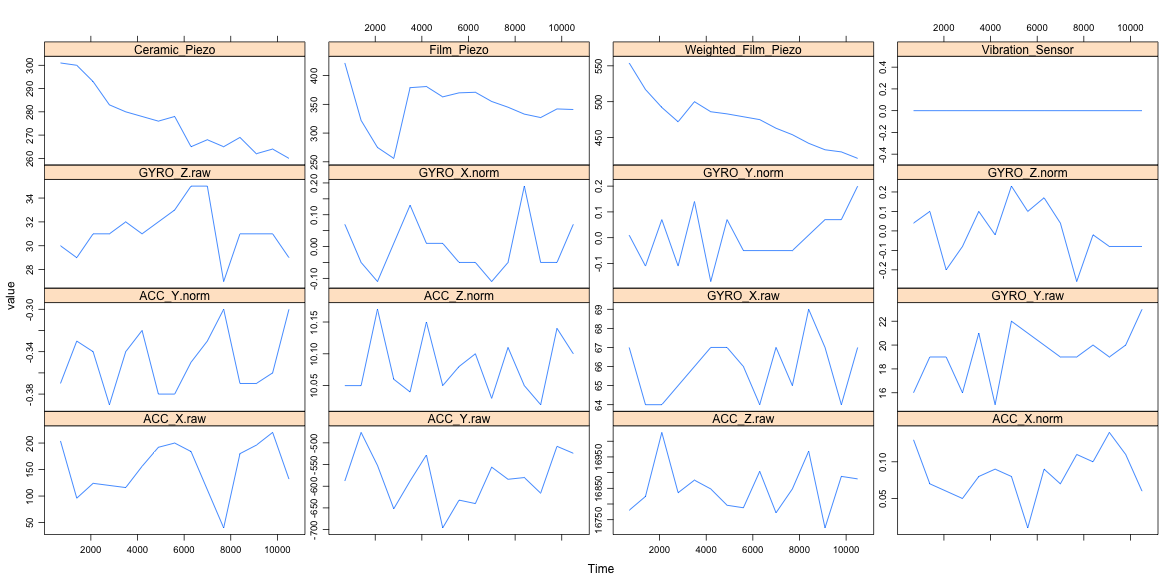 2000 4000 6000 8000 10000 2000 4000 6000 8000 10000
Ceramic_Piezo Film_Piezo Weighted_Film_Piezo Vibration_Sensor
260 270 280 290 300
250 300 350 400
450 500 550
-0.4 -0.2 0.0 0.2 0.4
GYRO_Z.raw GYRO_X.norm GYRO_Y.norm GYRO_Z.norm
28 30 32 34
-0.10 0.00 0.10 0.20
-0.1 0.0 0.1 0.2
-0.2 -0.1 0.0 0.1 0.2
value
ACC_Y.norm ACC_Z.norm GYRO_X.raw GYRO_Y.raw
-0.38 -0.34 -0.30
10.05 10.10 10.15
64 65 66 67 68 69
16 18 20 22
ACC_X.raw ACC_Y.raw ACC_Z.raw ACC_X.norm
50 100 150 200
-700 -650 -600 -550 -500
16750 16850 16950
0.05 0.10
2000 4000 6000 8000 10000 2000 4000 6000 8000 10000
Time